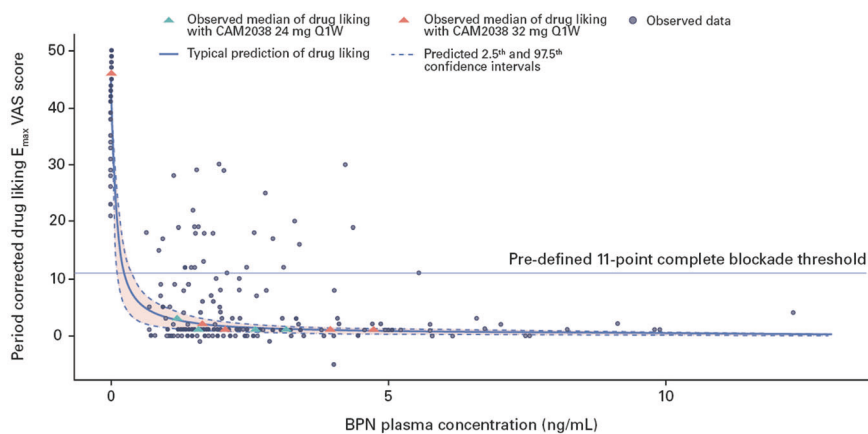 Observed median of drug liking
with CAM2038 24 mg Q1W
Observed median of drug liking
with CAM2038 32 mg Q1W
Observed data
Typical prediction of drug liking
Predicted 2.5th and 97.5th
confidence intervals
Period corrected drug liking Emax VAS score
50
40
30
20
10
0
Pre-defined 11-point complete blockade threshold
0
5
10
BPN plasma concentration (ng/mL)